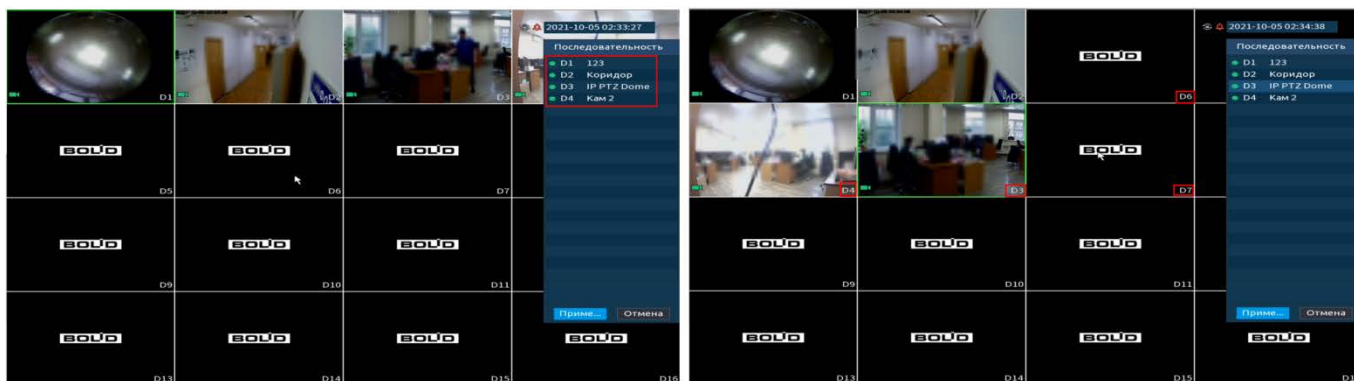 2021-10-05 02:33:27
Последовательность
D1 123
D2 Коридор
D3 IP PTZ Dome
D4 Кам 2
D1
D2
D3
BOLID
BOLID
BOLID
D5
D6
D7
BOLID
BOLID
BOLID
D9
D10
D11
Приме...
Отмена
BOLID
BOLID
BOLID
BOLID
D13
D14
D15
D16
2021-10-05 02:34:38
Последовательность
D1 123
D2 Коридор
D3 IP PTZ Dome
D4 Кам 2
BOLID
D1
D2
D6
BOLID
D4
D3
D7
BOLID
BOLID
BOLID
D9
D10
D11
Приме...
Отмена
BOLID
BOLID
BOLID
BOLID
D13
D14
D15